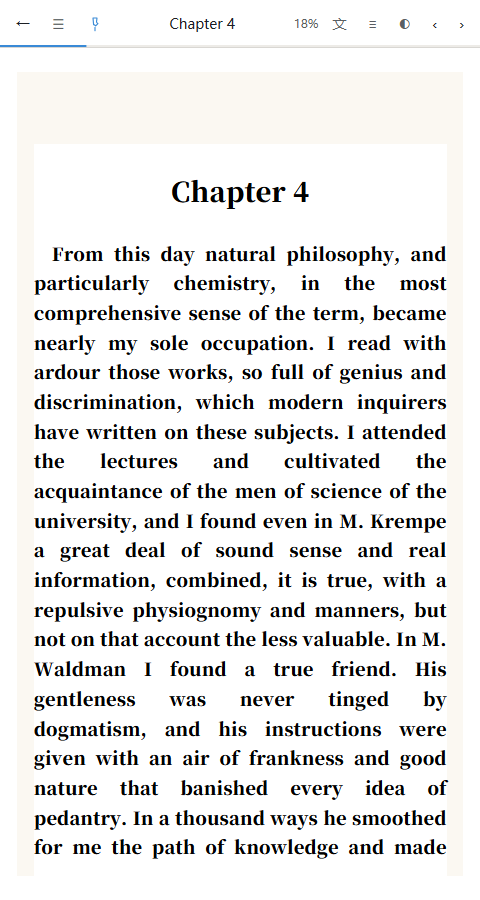 Chapter 4
18%
文
Chapter 4
From this day natural philosophy, and
particularly chemistry, in the most
comprehensive sense of the term, became
nearly my sole occupation. I read with
ardour those works, so full of genius and
discrimination, which modern inquirers
have written on these subjects. I attended
the lectures and cultivated the
acquaintance of the men of science of the
university, and I found even in M. Krempe
a great deal of sound sense and real
information, combined, it is true, with a
repulsive physiognomy and manners, but
not on that account the less valuable. In M.
Waldman I found a true friend. His
gentleness was never tinged by
dogmatism, and his instructions were
given with an air of frankness and good
nature that banished every idea of
pedantry. In a thousand ways he smoothed
for me the path of knowledge and made